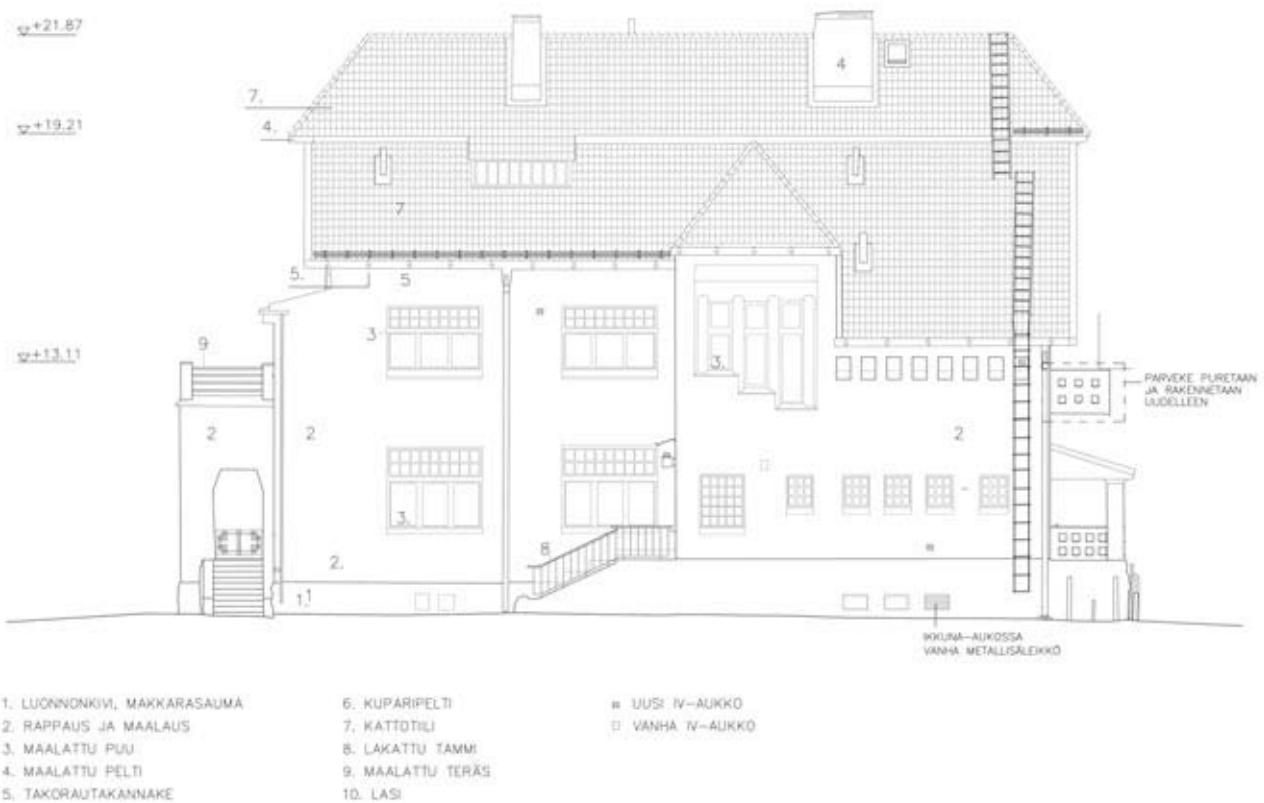 +21.87
4
7.
+19.21
4.
7
5.
5
3
3.
9
+13.11
PARVEKE PURETAAN
JA RAKENNETAAN
UUDELLEEN
2
2
2
3.
8
2.
1.
1
IKKUNA-AUKOSSA
VANHA METALLISÄLEIKKÖ
1. LUONNONKIVI, MAKKARASAUMA
2. RAPPAUS JA MAALAUS
3. MAALATTU PUU
4. MAALATTU PELTI
5. TAKORAUTAKANNAKE
6. KUPARIPELTI
7. KATTOTIILI
8. LAKATTU TAMMI
9. MAALATTU TERÄS
10. LASI
UUSI IV-AUKKO
VANHA IV-AUKKO